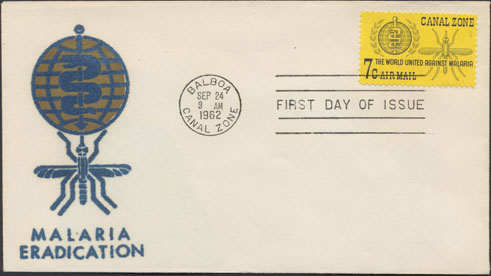 CANAL ZONE
THE WORLD UNITED AGAINST MALARIA
7c AIR MAIL
BALBOA
SEP 24
9 AM
1962
CANAL ZONE
FIRST DAY OF ISSUE
MALARIA
ERADICATION